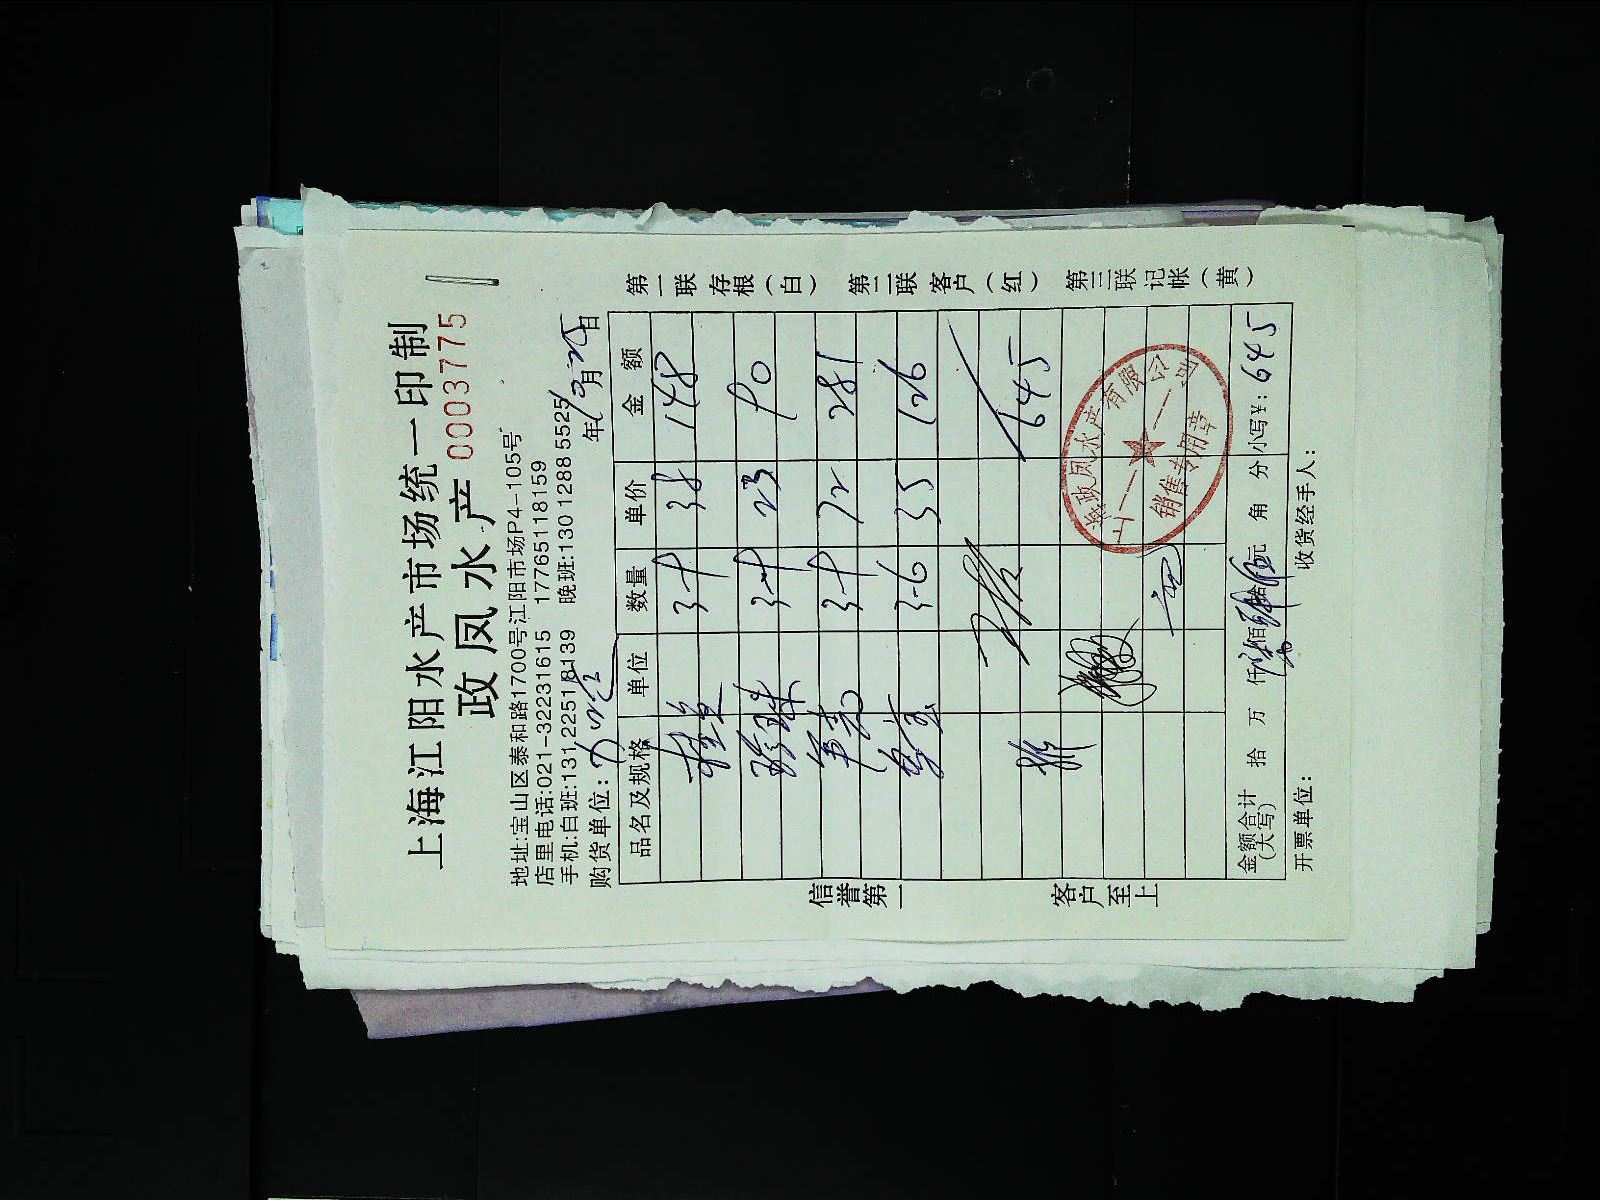 上海江阳水产市场统一印制
政凤水产 0003775
地址:宝山区泰和路1700号江阳市场P4-105号
店里电话:021-32231615 17765118159
手机:白班:131 2251 8139 晚班:130 1288 5525
购货单位: 年 月 日
品名及规格 单位 数量 单价 金额
桂鱼 38 148
珍珠 23 90
72 281
3-6 35 126
645
金额合计(大写) 拾 万 仟 佰 拾 元 角 分 小写¥: 645
开票单位: 收货经手人:
信誉第一
客户至上
第一联存根(白) 第二联客户(红) 第三联记帐(黄)
上海政凤水产有限公司
销售专用章